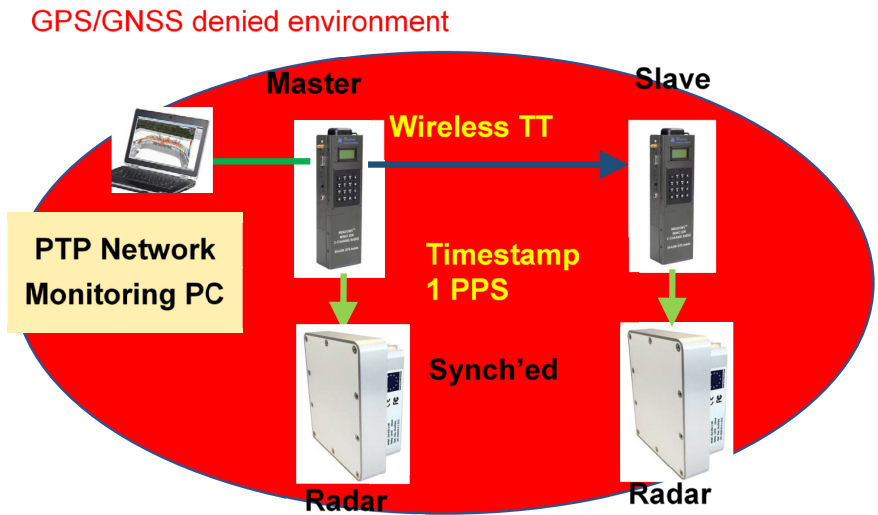 GPS/GNSS denied environment
Master
Slave
Wireless TT
PTP Network
Monitoring PC
Timestamp
1 PPS
Synch’ed
Radar
Radar